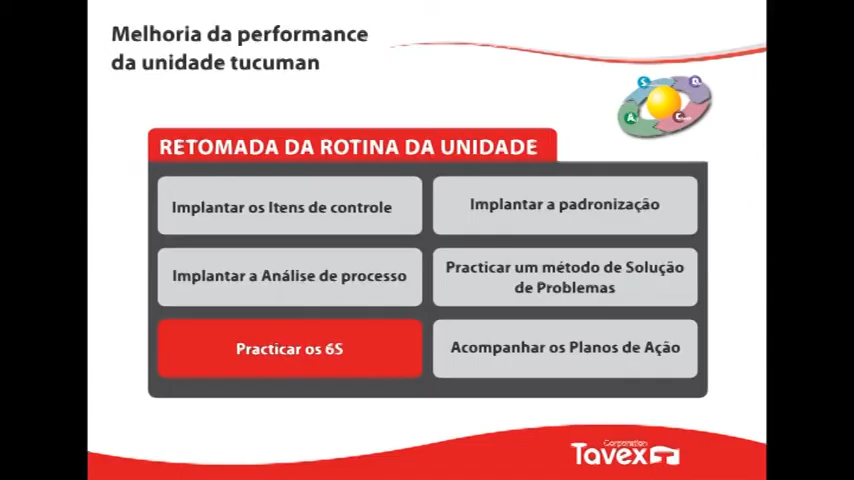 Melhoria da performance
da unidade tucuman
S
D
A
C
RETOMADA DA ROTINA DA UNIDADE
Implantar os Itens de controle
Implantar a padronização
Implantar a Análise de processo
Practicar um método de Solução
de Problemas
Practicar os 6S
Acompanhar os Planos de Ação
Corporation
Tavex